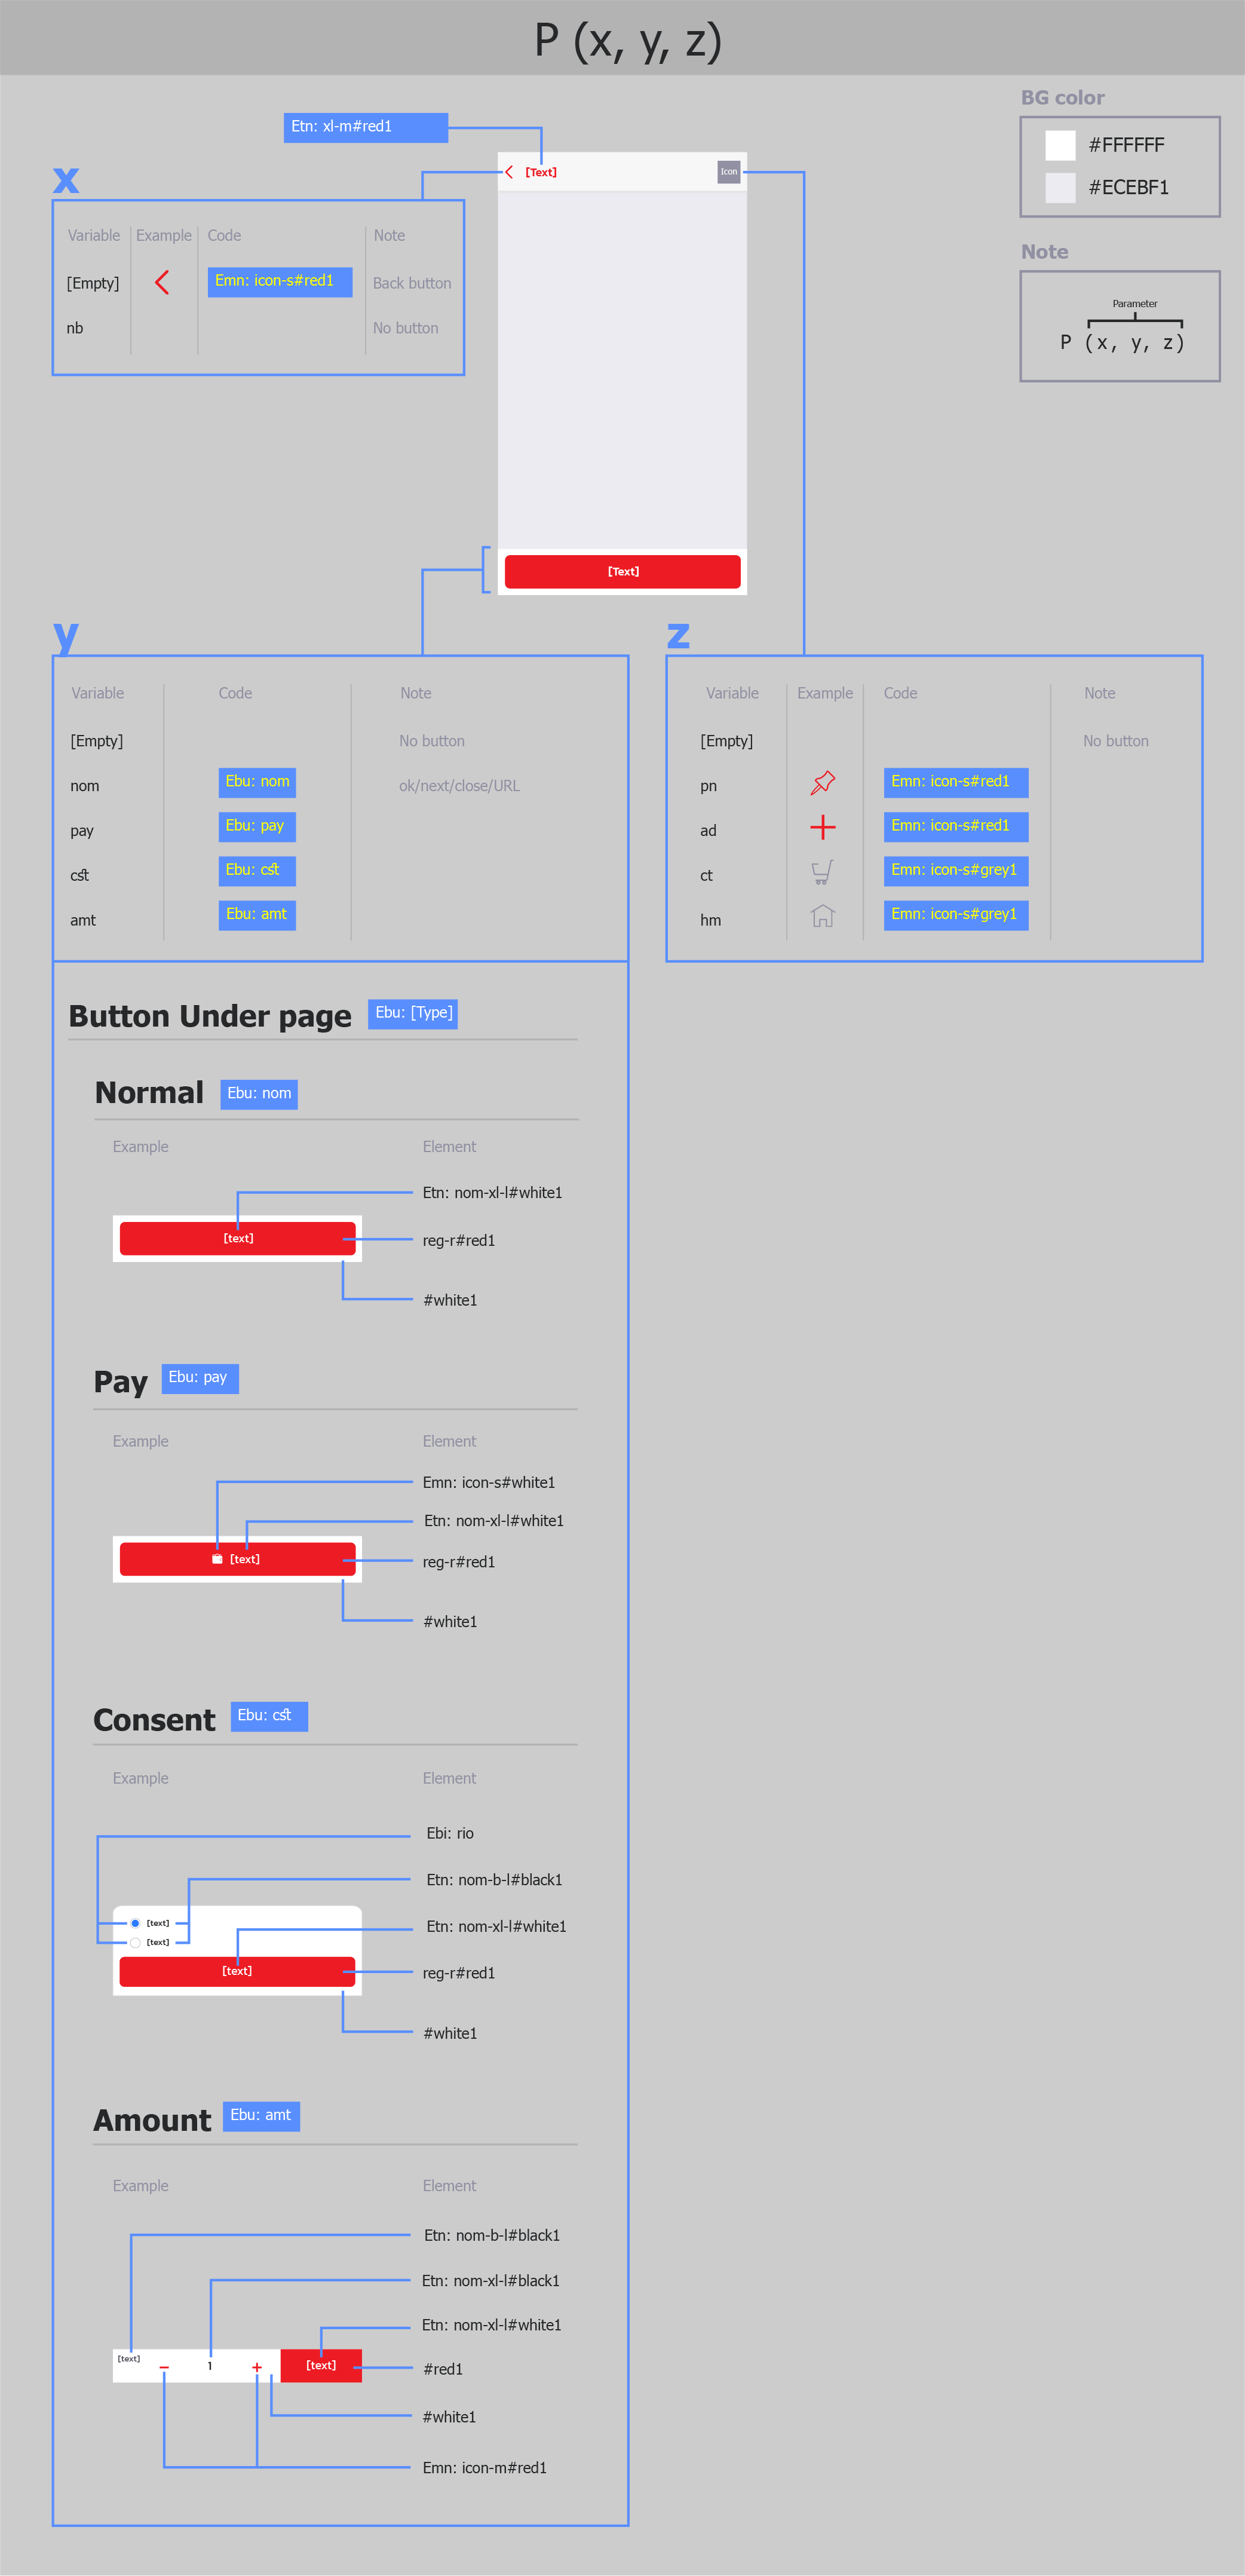 P (x, y, z)
BG color
#FFFFFF
#ECEBF1
Note
Parameter
P (x, y, z)
Etn: xl-m#red1
[Text]
Icon
[Text]
x
Variable Example Code Note
[Empty] Emn: icon-s#red1 Back button
nb No button
y
Variable Code Note
[Empty] No button
nom Ebu: nom ok/next/close/URL
pay Ebu: pay
cst Ebu: cst
amt Ebu: amt
z
Variable Example Code Note
[Empty] No button
pn Emn: icon-s#red1
ad Emn: icon-s#red1
ct Emn: icon-s#grey1
hm Emn: icon-s#grey1
Button Under page Ebu: [Type]
Normal Ebu: nom
Example Element
Etn: nom-xl-l#white1
[text]
reg-r#red1
#white1
Pay Ebu: pay
Example Element
Emn: icon-s#white1
Etn: nom-xl-l#white1
[text]
reg-r#red1
#white1
Consent Ebu: cst
Example Element
Ebi: rio
Etn: nom-b-l#black1
[text]
Etn: nom-xl-l#white1
[text]
[text]
reg-r#red1
#white1
Amount Ebu: amt
Example Element
Etn: nom-b-l#black1
Etn: nom-xl-l#black1
Etn: nom-xl-l#white1
[text] − 1 + [text]
#red1
#white1
Emn: icon-m#red1